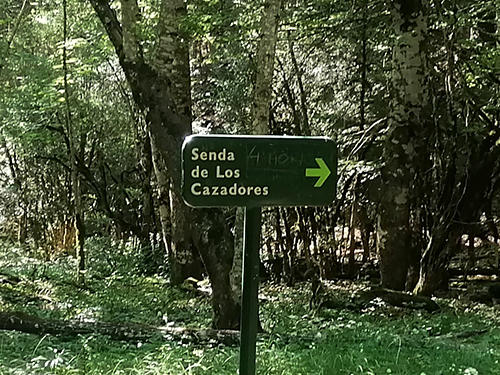 Senda
de Los
Cazadores